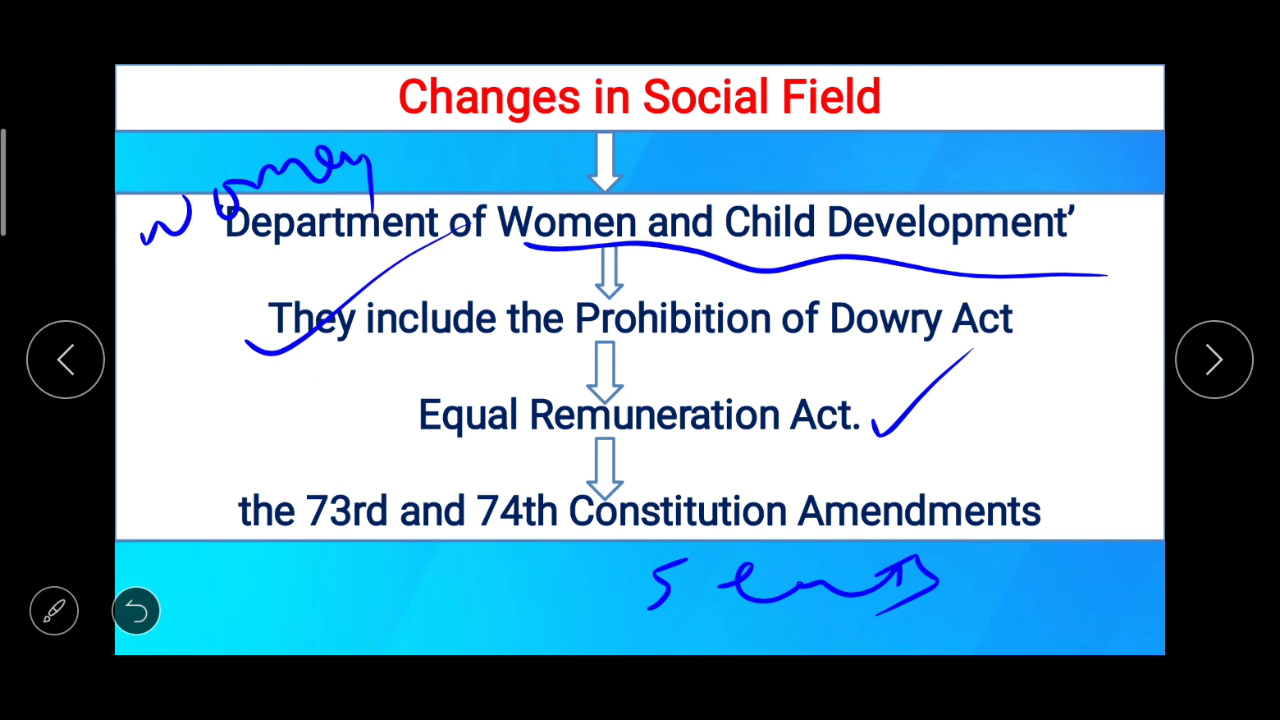 Changes in Social Field
women
‘Department of Women and Child Development’
They include the Prohibition of Dowry Act
Equal Remuneration Act.
the 73rd and 74th Constitution Amendments